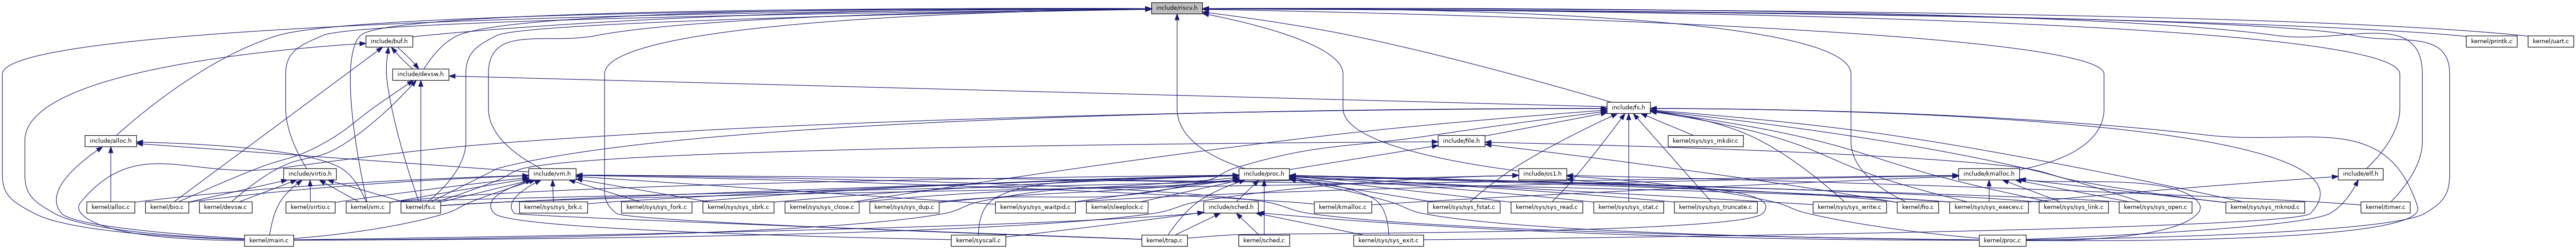 include/riscv.h
include/buf.h
kernel/printk.c
kernel/uart.c
include/devsw.h
include/fs.h
include/alloc.h
include/file.h
kernel/sys/sys_mkdir.c
include/virtio.h
include/vm.h
include/proc.h
include/os1.h
include/kmalloc.h
include/elf.h
kernel/alloc.c
kernel/bio.c
kernel/devsw.c
kernel/virtio.c
kernel/vm.c
kernel/fs.c
kernel/sys/sys_brk.c
kernel/sys/sys_fork.c
kernel/sys/sys_sbrk.c
kernel/sys/sys_close.c
kernel/sys/sys_dup.c
kernel/sys/sys_waitpid.c
kernel/sleeplock.c
include/sched.h
kernel/kmalloc.c
kernel/sys/sys_fstat.c
kernel/sys/sys_read.c
kernel/sys/sys_stat.c
kernel/sys/sys_truncate.c
kernel/sys/sys_write.c
kernel/fio.c
kernel/sys/sys_execev.c
kernel/sys/sys_link.c
kernel/sys/sys_open.c
kernel/sys/sys_mknod.c
kernel/timer.c
kernel/main.c
kernel/syscall.c
kernel/trap.c
kernel/sched.c
kernel/sys/sys_exit.c
kernel/proc.c